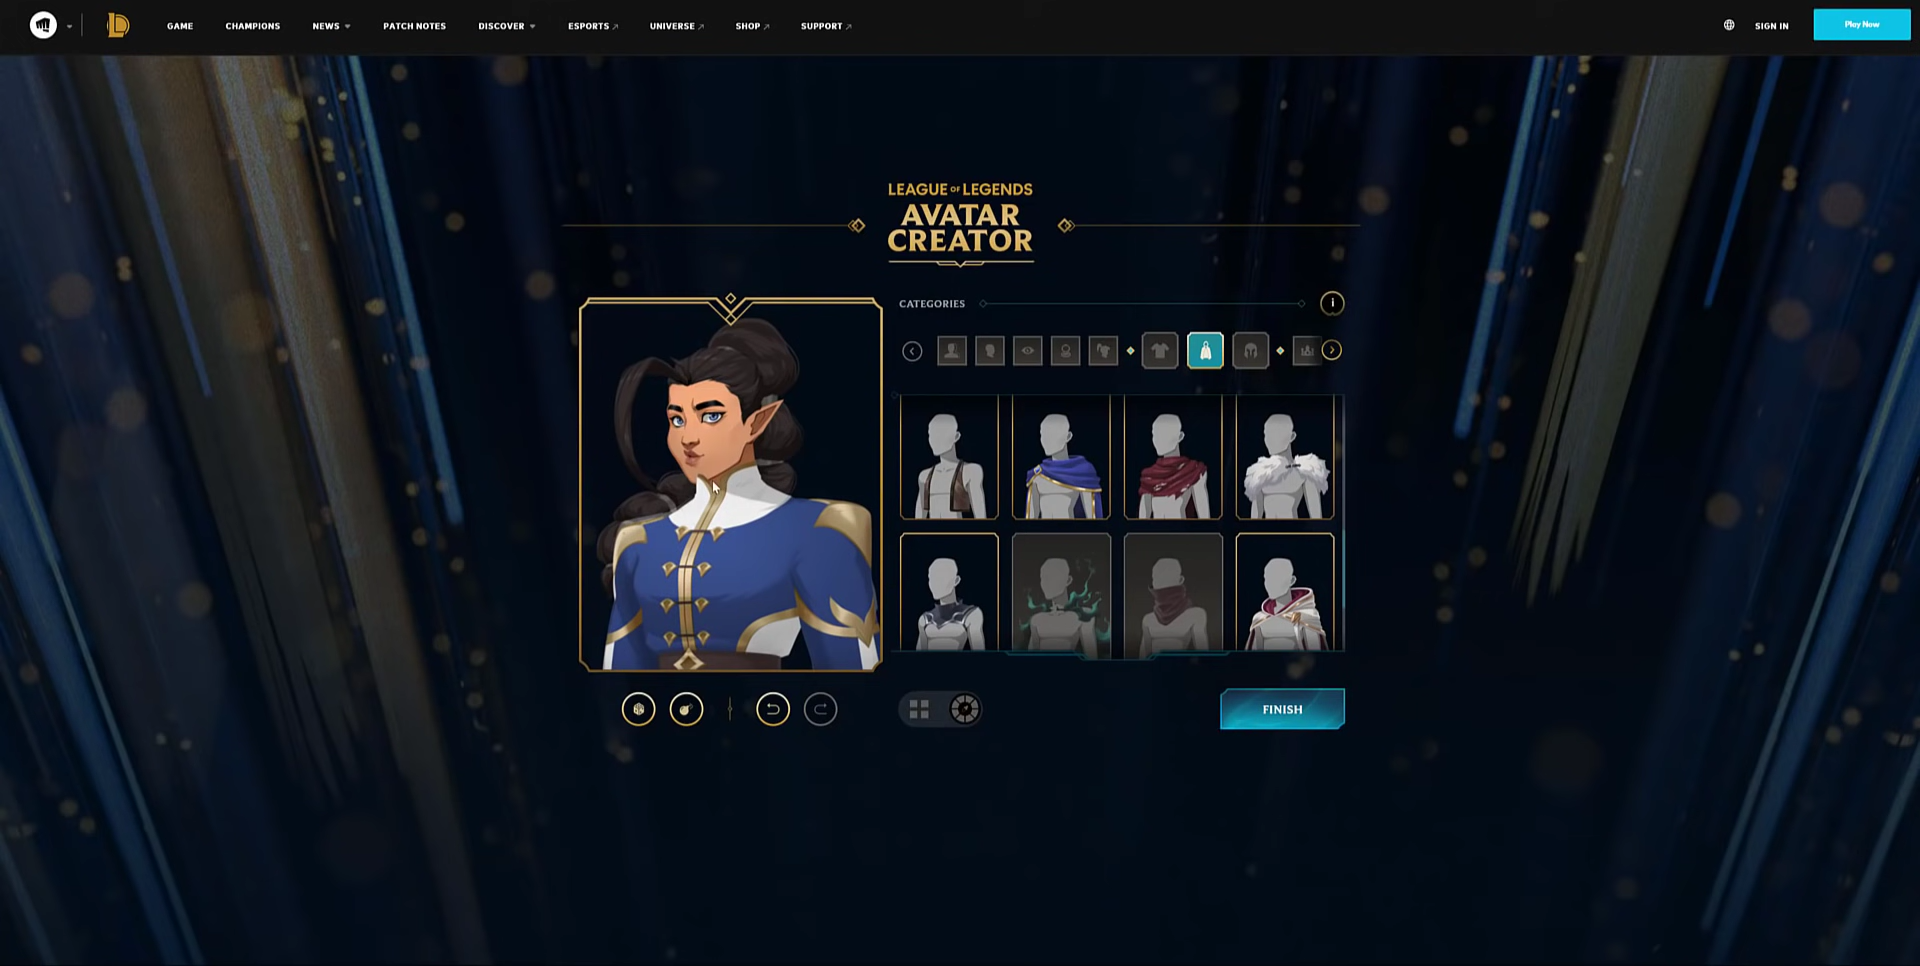 GAME CHAMPIONS NEWS PATCH NOTES DISCOVER ESPORTS UNIVERSE SHOP SUPPORT SIGN IN Play Now
LEAGUE OF LEGENDS
AVATAR
CREATOR
CATEGORIES i
FINISH